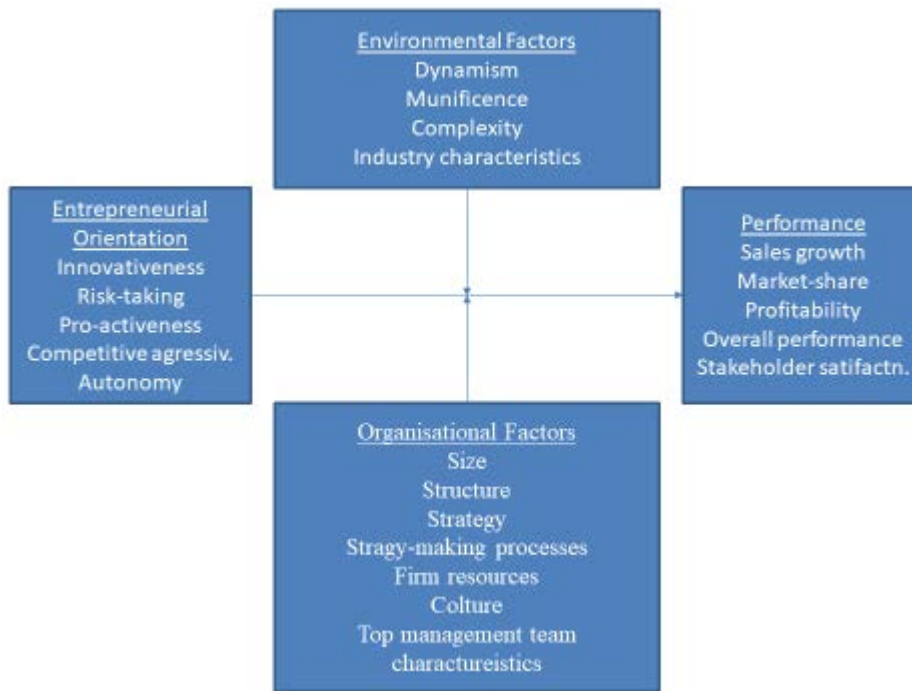 Environmental Factors
Dynamism
Munificence
Complexity
Industry characteristics
Entrepreneurial
Orientation
Innovativeness
Risk-taking
Pro-activeness
Competitive agressiv.
Autonomy
Performance
Sales growth
Market-share
Profitability
Overall performance
Stakeholder satifactn.
Organisational Factors
Size
Structure
Strategy
Stragy-making processes
Firm resources
Colture
Top management team
charactureistics